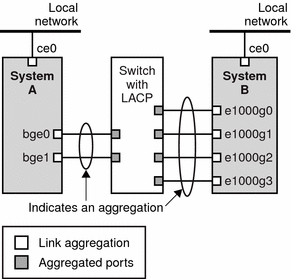 Local
network
Local
network
ce0
ce0
System
A
Switch
with
LACP
System
B
bge0
bge1
e1000g0
e1000g1
e1000g2
e1000g3
Indicates an aggregation
Link aggregation
Aggregated ports